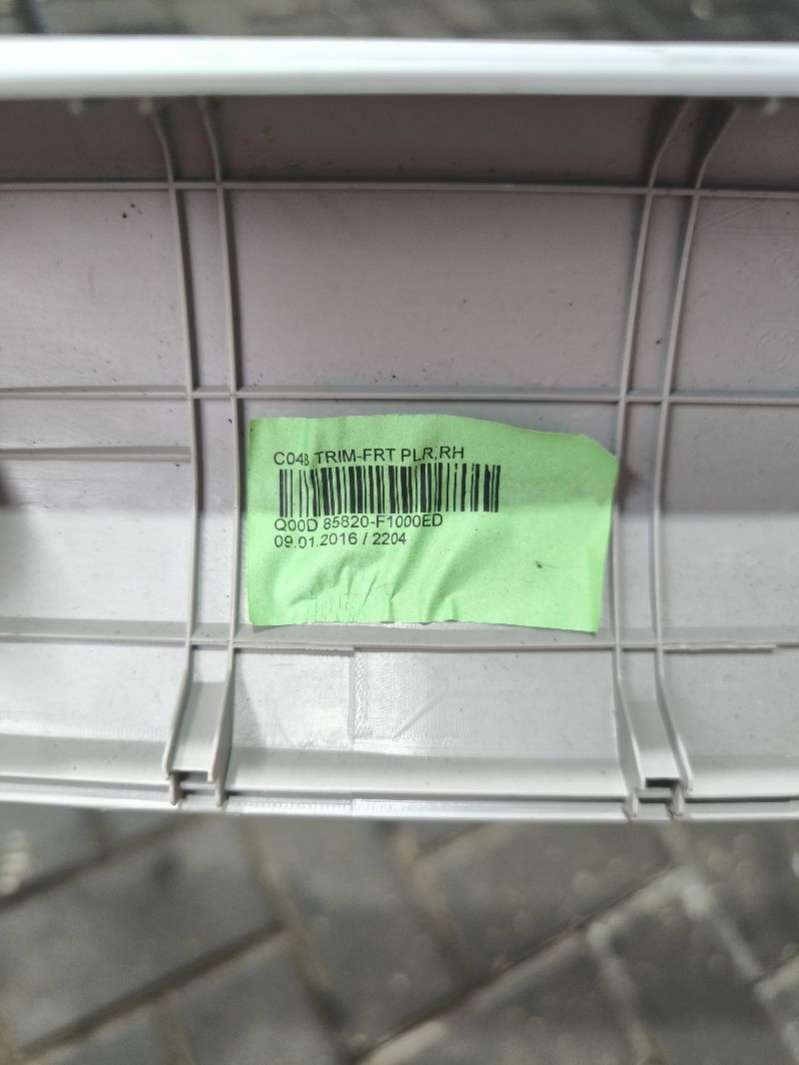 C048 TRIM-FRT PLR,RH
Q00D 85820-F1000ED
09.01.2016 / 2204